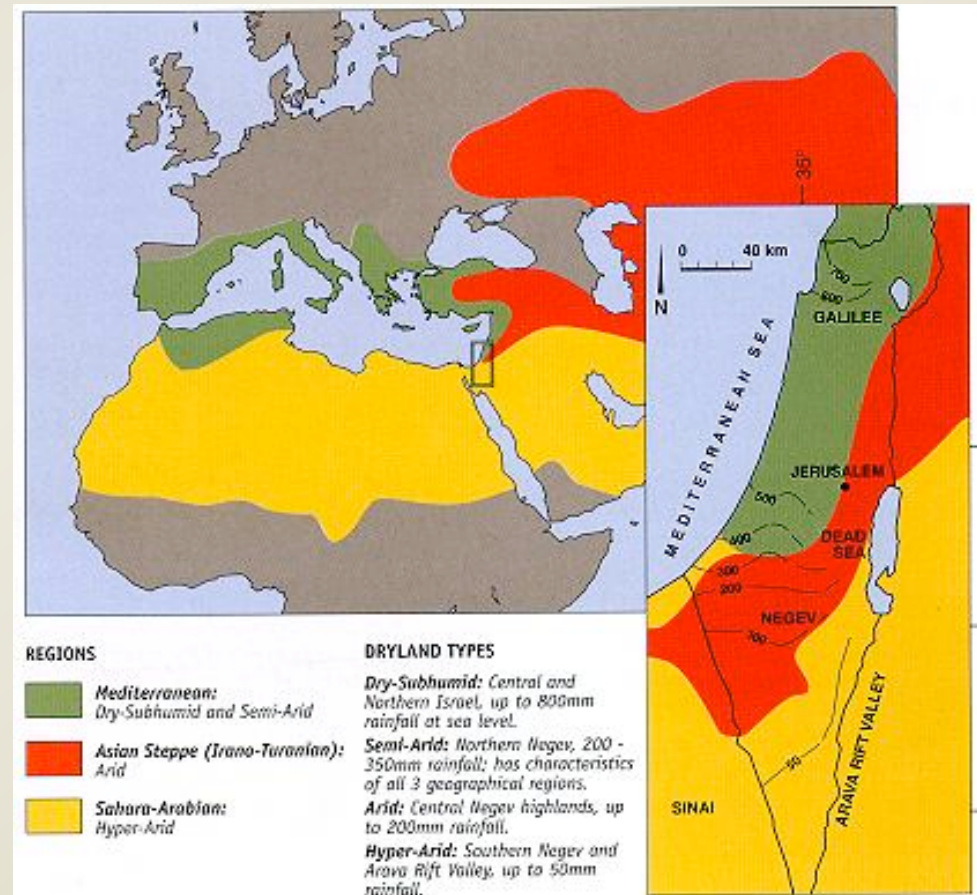 35°
0 40 km
N
700
600
GALILEE
MEDITERRANEAN SEA
JERUSALEM
500
DEAD
SEA
400
300
200
NEGEV
100
50
ARAVA RIFT VALLEY
SINAI
REGIONS
Mediterranean:
Dry-Subhumid and Semi-Arid
Asian Steppe (Irano-Turanian):
Arid
Sahara-Arabian:
Hyper-Arid
DRYLAND TYPES
Dry-Subhumid: Central and
Northern Israel, up to 800mm
rainfall at sea level.
Semi-Arid: Northern Negev, 200 -
350mm rainfall; has characteristics
of all 3 geographical regions.
Arid: Central Negev highlands, up
to 200mm rainfall.
Hyper-Arid: Southern Negev and
Arava Rift Valley, up to 50mm
rainfall.